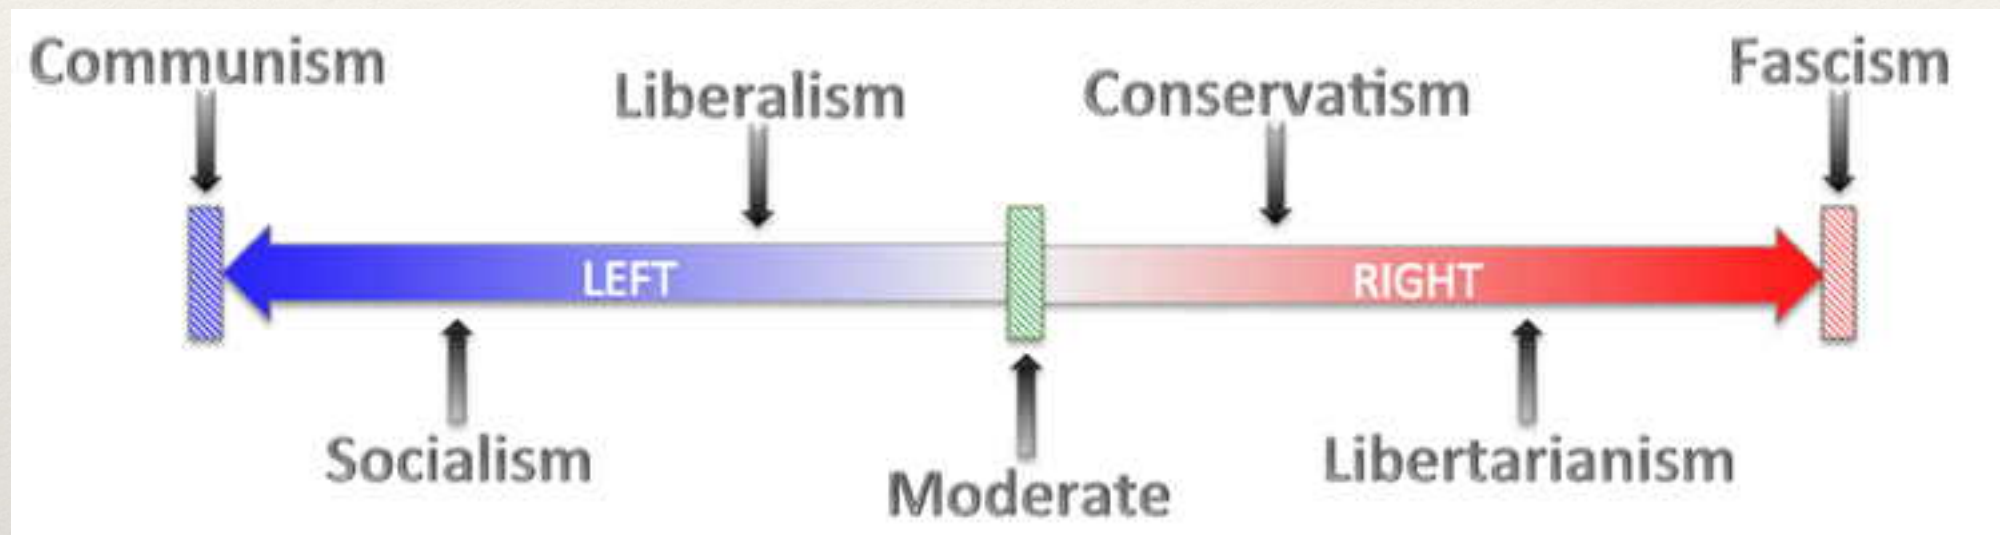 Communism
Liberalism
Conservatism
Fascism
LEFT
RIGHT
Socialism
Moderate
Libertarianism